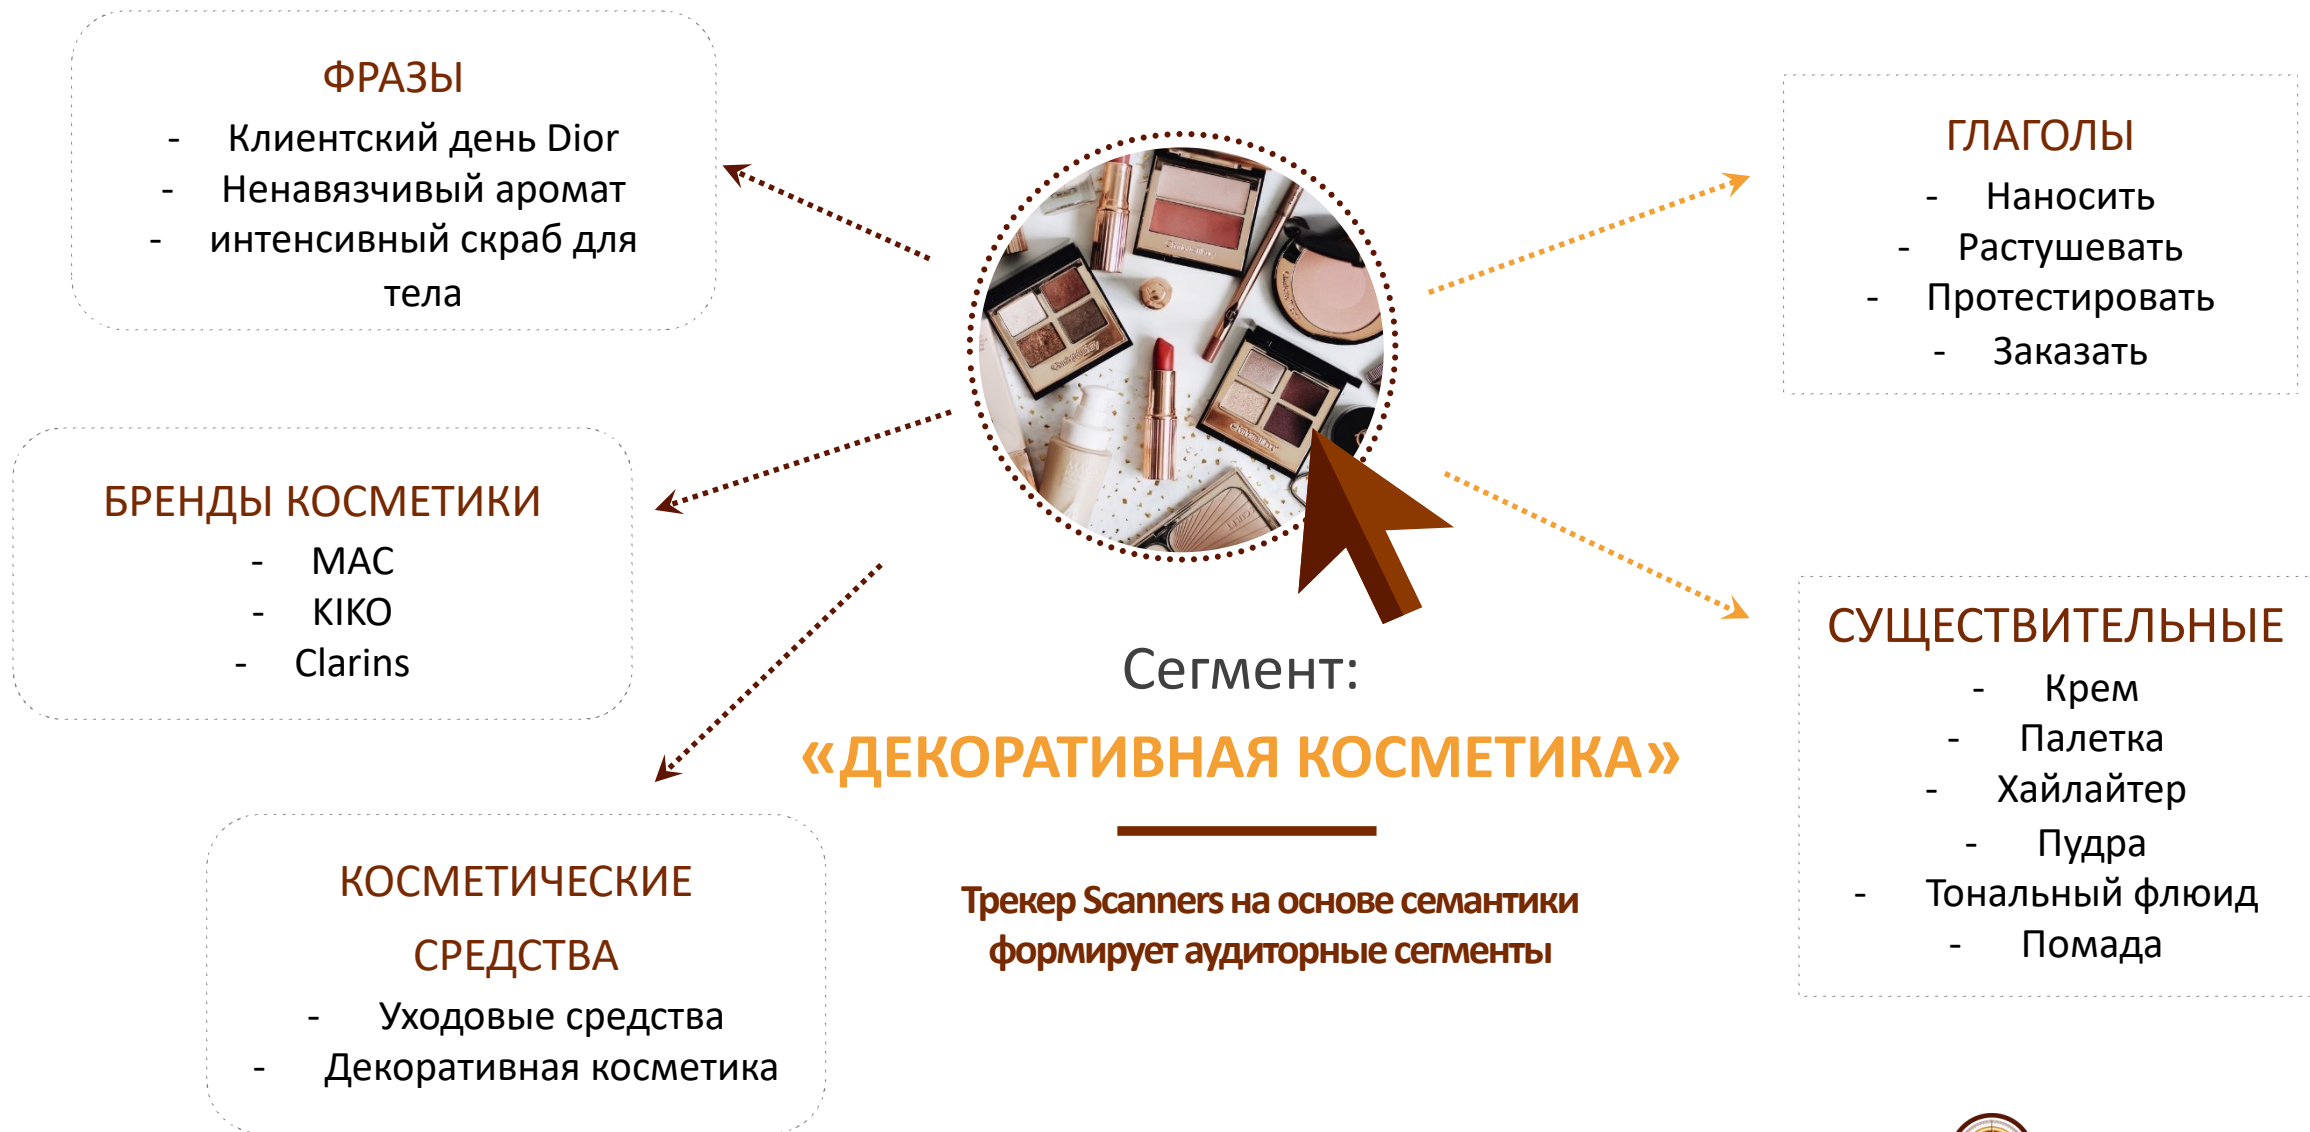 ФРАЗЫ
- Клиентский день Dior
- Ненавязчивый аромат
- интенсивный скраб для
тела
БРЕНДЫ КОСМЕТИКИ
- MAC
- KIKO
- Clarins
КОСМЕТИЧЕСКИЕ
СРЕДСТВА
- Уходовые средства
- Декоративная косметика
Сегмент:
«ДЕКОРАТИВНАЯ КОСМЕТИКА»
Трекер Scanners на основе семантики
формирует аудиторные сегменты
ГЛАГОЛЫ
- Наносить
- Растушевать
- Протестировать
- Заказать
СУЩЕСТВИТЕЛЬНЫЕ
- Крем
- Палетка
- Хайлайтер
- Пудра
- Тональный флюид
- Помада